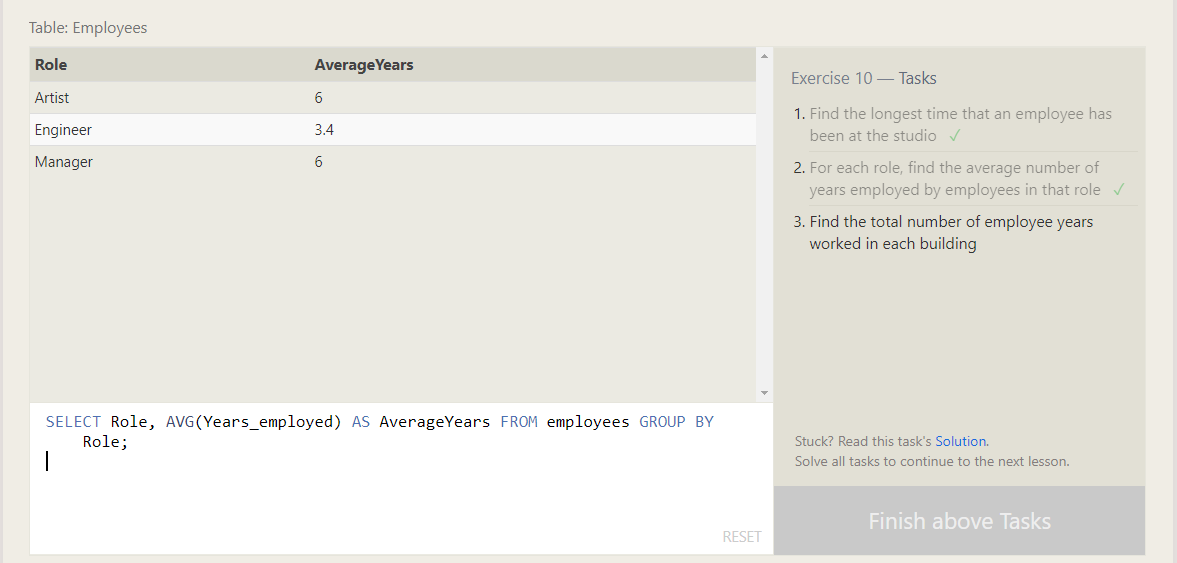 Table: Employees
Role AverageYears
Artist 6
Engineer 3.4
Manager 6
SELECT Role, AVG(Years_employed) AS AverageYears FROM employees GROUP BY
Role;
RESET
Exercise 10 — Tasks
1. Find the longest time that an employee has
been at the studio ✓
2. For each role, find the average number of
years employed by employees in that role ✓
3. Find the total number of employee years
worked in each building
Stuck? Read this task's Solution.
Solve all tasks to continue to the next lesson.
Finish above Tasks